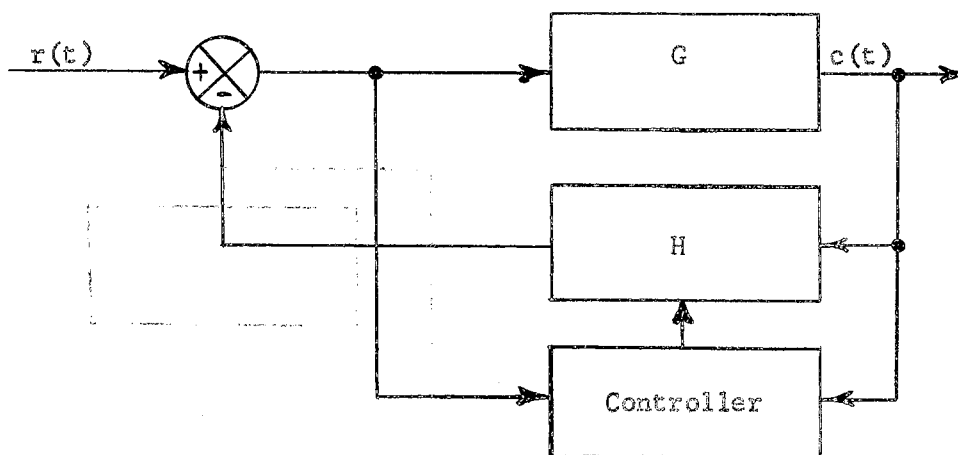 r(t)
+
-
G
c(t)
H
Controller